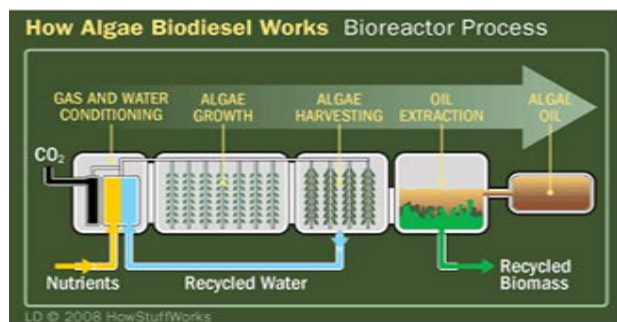 How Algae Biodiesel Works Bioreactor Process
GAS AND WATER
CONDITIONING
ALGAE
GROWTH
ALGAE
HARVESTING
OIL
EXTRACTION
ALGAL
OIL
CO₂
Nutrients
Recycled Water
Recycled
Biomass
LD © 2008 HowStuffWorks